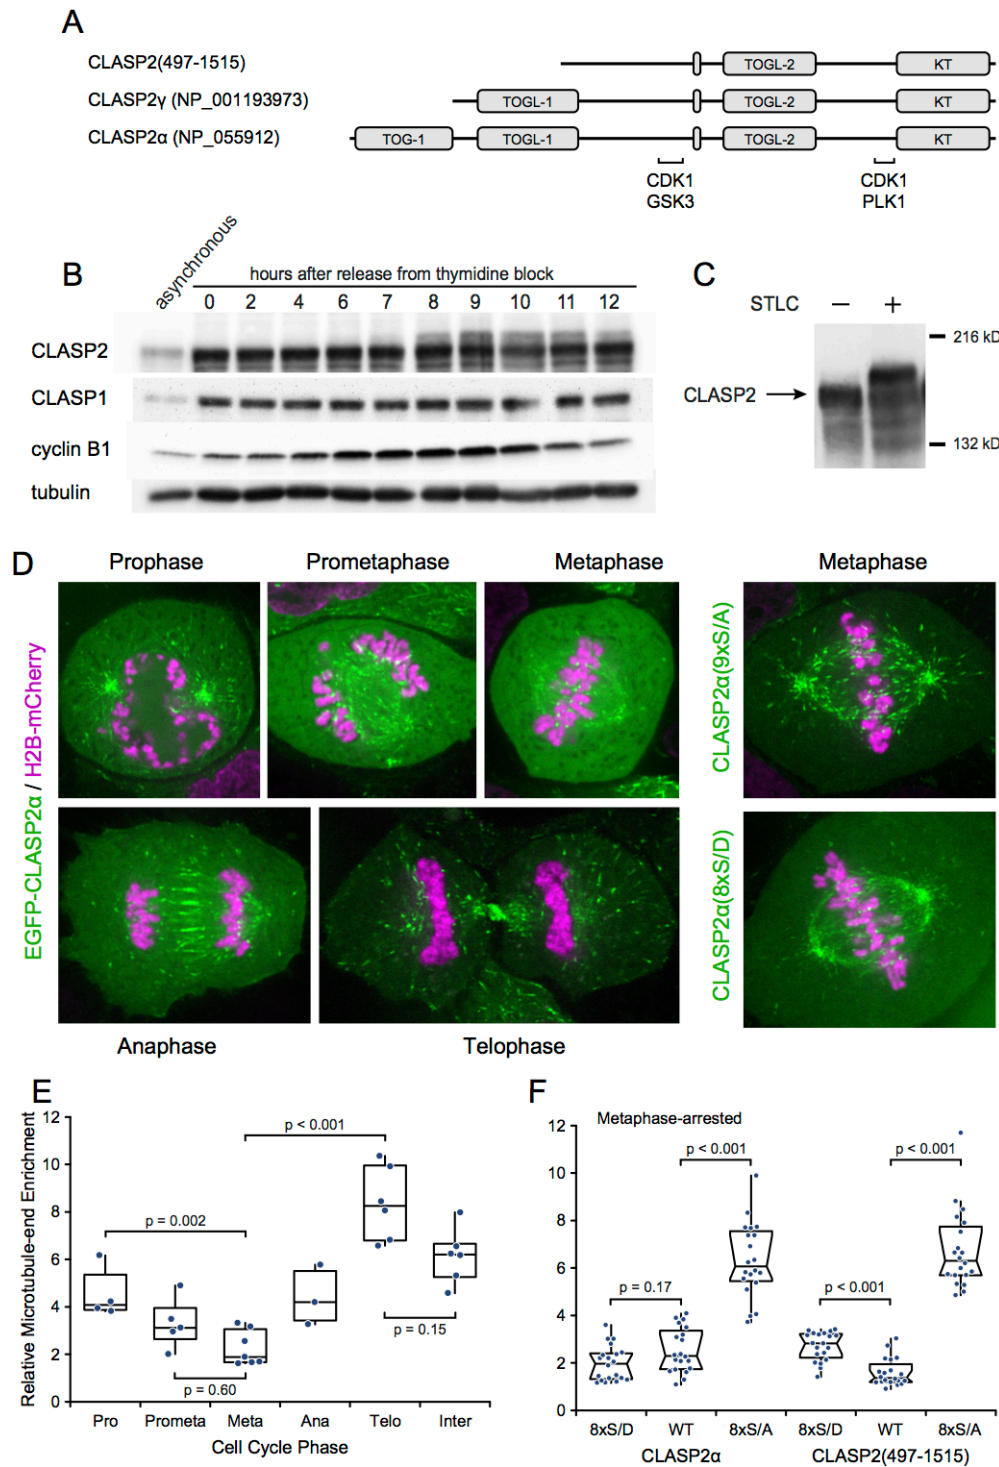 A
CLASP2(497-1515)
TOGL-2
KT
CLASP2γ (NP_001193973)
TOGL-1
TOGL-2
KT
CLASP2α (NP_055912)
TOG-1
TOGL-1
TOGL-2
KT
CDK1
GSK3
CDK1
PLK1
B
asynchronous
hours after release from thymidine block
0 2 4 6 7 8 9 10 11 12
CLASP2
CLASP1
cyclin B1
tubulin
C
STLC − +
216 kD
CLASP2
132 kD
D
Prophase
Prometaphase
Metaphase
Metaphase
EGFP-CLASP2α / H2B-mCherry
CLASP2α(9xS/A)
CLASP2α(8xS/D)
Anaphase
Telophase
E
Relative Microtubule-end Enrichment
12
10
8
6
4
2
0
p < 0.001
p = 0.002
p = 0.15
p = 0.60
Pro Prometa Meta Ana Telo Inter
Cell Cycle Phase
F
Metaphase-arrested
12
10
8
6
4
2
0
p < 0.001
p < 0.001
p = 0.17
p < 0.001
8xS/D WT 8xS/A 8xS/D WT 8xS/A
CLASP2α
CLASP2(497-1515)